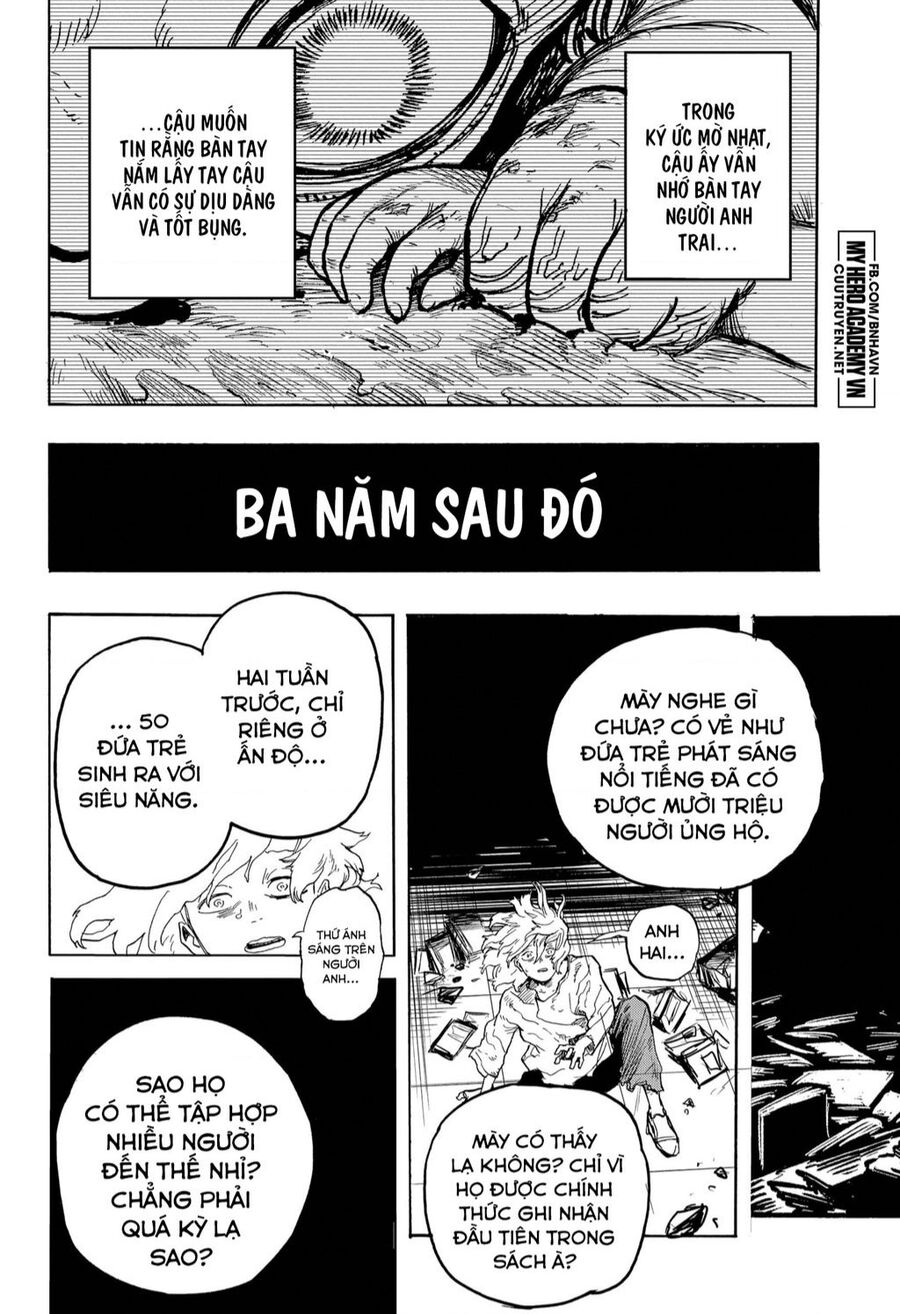 TRONG
KÝ ỨC MỜ NHẠT,
CẬU ẤY VẪN
NHỚ BÀN TAY
NGƯỜI ANH
TRAI...
...CẬU MUỐN
TIN RẰNG BÀN TAY
NẮM LẤY TAY CẬU
VẪN CÓ SỰ DỊU DÀNG
VÀ TỐT BỤNG.
FB.COM/BNHAVN
MY HERO ACADEMY VN
CUUTRUYEN.NET
BA NĂM SAU ĐÓ
MÀY NGHE GÌ
CHƯA? CÓ VẺ NHƯ
ĐỨA TRẺ PHÁT SÁNG
NỔI TIẾNG ĐÃ CÓ
ĐƯỢC MƯỜI TRIỆU
NGƯỜI ỦNG HỘ.
ANH
HAI...
MÀY CÓ THẤY
LẠ KHÔNG? CHỈ VÌ
HỌ ĐƯỢC CHÍNH
THỨC GHI NHẬN
ĐẦU TIÊN TRONG
SÁCH À?
HAI TUẦN
TRƯỚC, CHỈ
RIÊNG Ở
ẤN ĐỘ...
... 50
ĐỨA TRẺ
SINH RA VỚI
SIÊU NĂNG.
THỨ ÁNH
SÁNG TRÊN
NGƯỜI
ANH...
SAO HỌ
CÓ THỂ TẬP HỢP
NHIỀU NGƯỜI
ĐẾN THẾ NHỈ?
CHẲNG PHẢI
QUÁ KỲ LẠ
SAO?